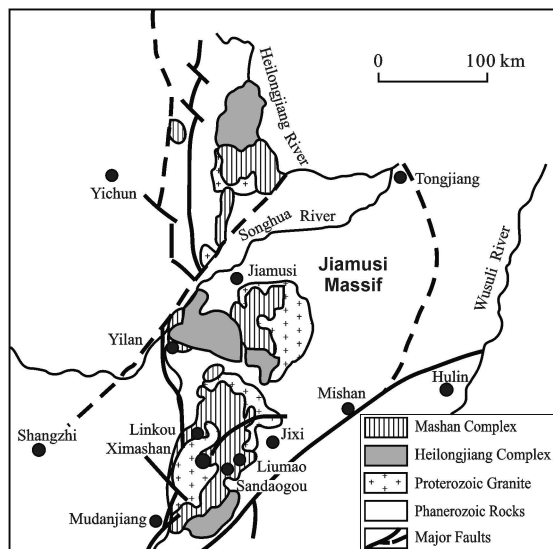 Heilongjiang River
0 100 km
Yichun
Tongjiang
Songhua River
Wusuli River
Jiamusi
Jiamusi
Massif
Yilan
Mishan
Hulin
Linkou
Shangzhi
Jixi
Ximashan
Liumao
Sandaogou
Mudanjiang
Mashan Complex
Heilongjiang Complex
Proterozoic Granite
Phanerozoic Rocks
Major Faults